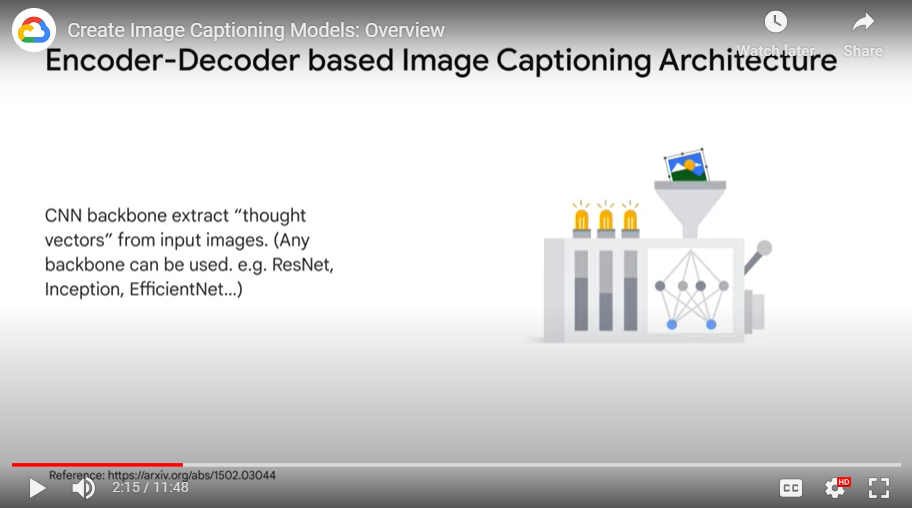 Create Image Captioning Models: Overview
Watch later
Share
Encoder-Decoder based Image Captioning Architecture
CNN backbone extract “thought
vectors” from input images. (Any
backbone can be used. e.g. ResNet,
Inception, EfficientNet...)
Reference: https://arxiv.org/abs/1502.03044
2:15 / 11:48
CC
HD